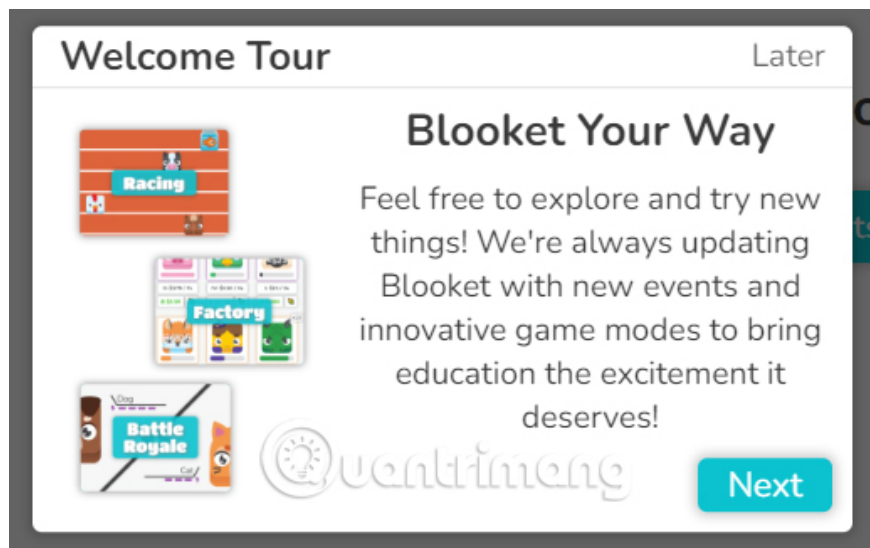 Welcome Tour
Later
Blooket Your Way
Racing
Feel free to explore and try new
things! We're always updating
Blooket with new events and
innovative game modes to bring
education the excitement it
deserves!
Factory
Dog
Battle
Royale
Cat
Quantrimang
Next